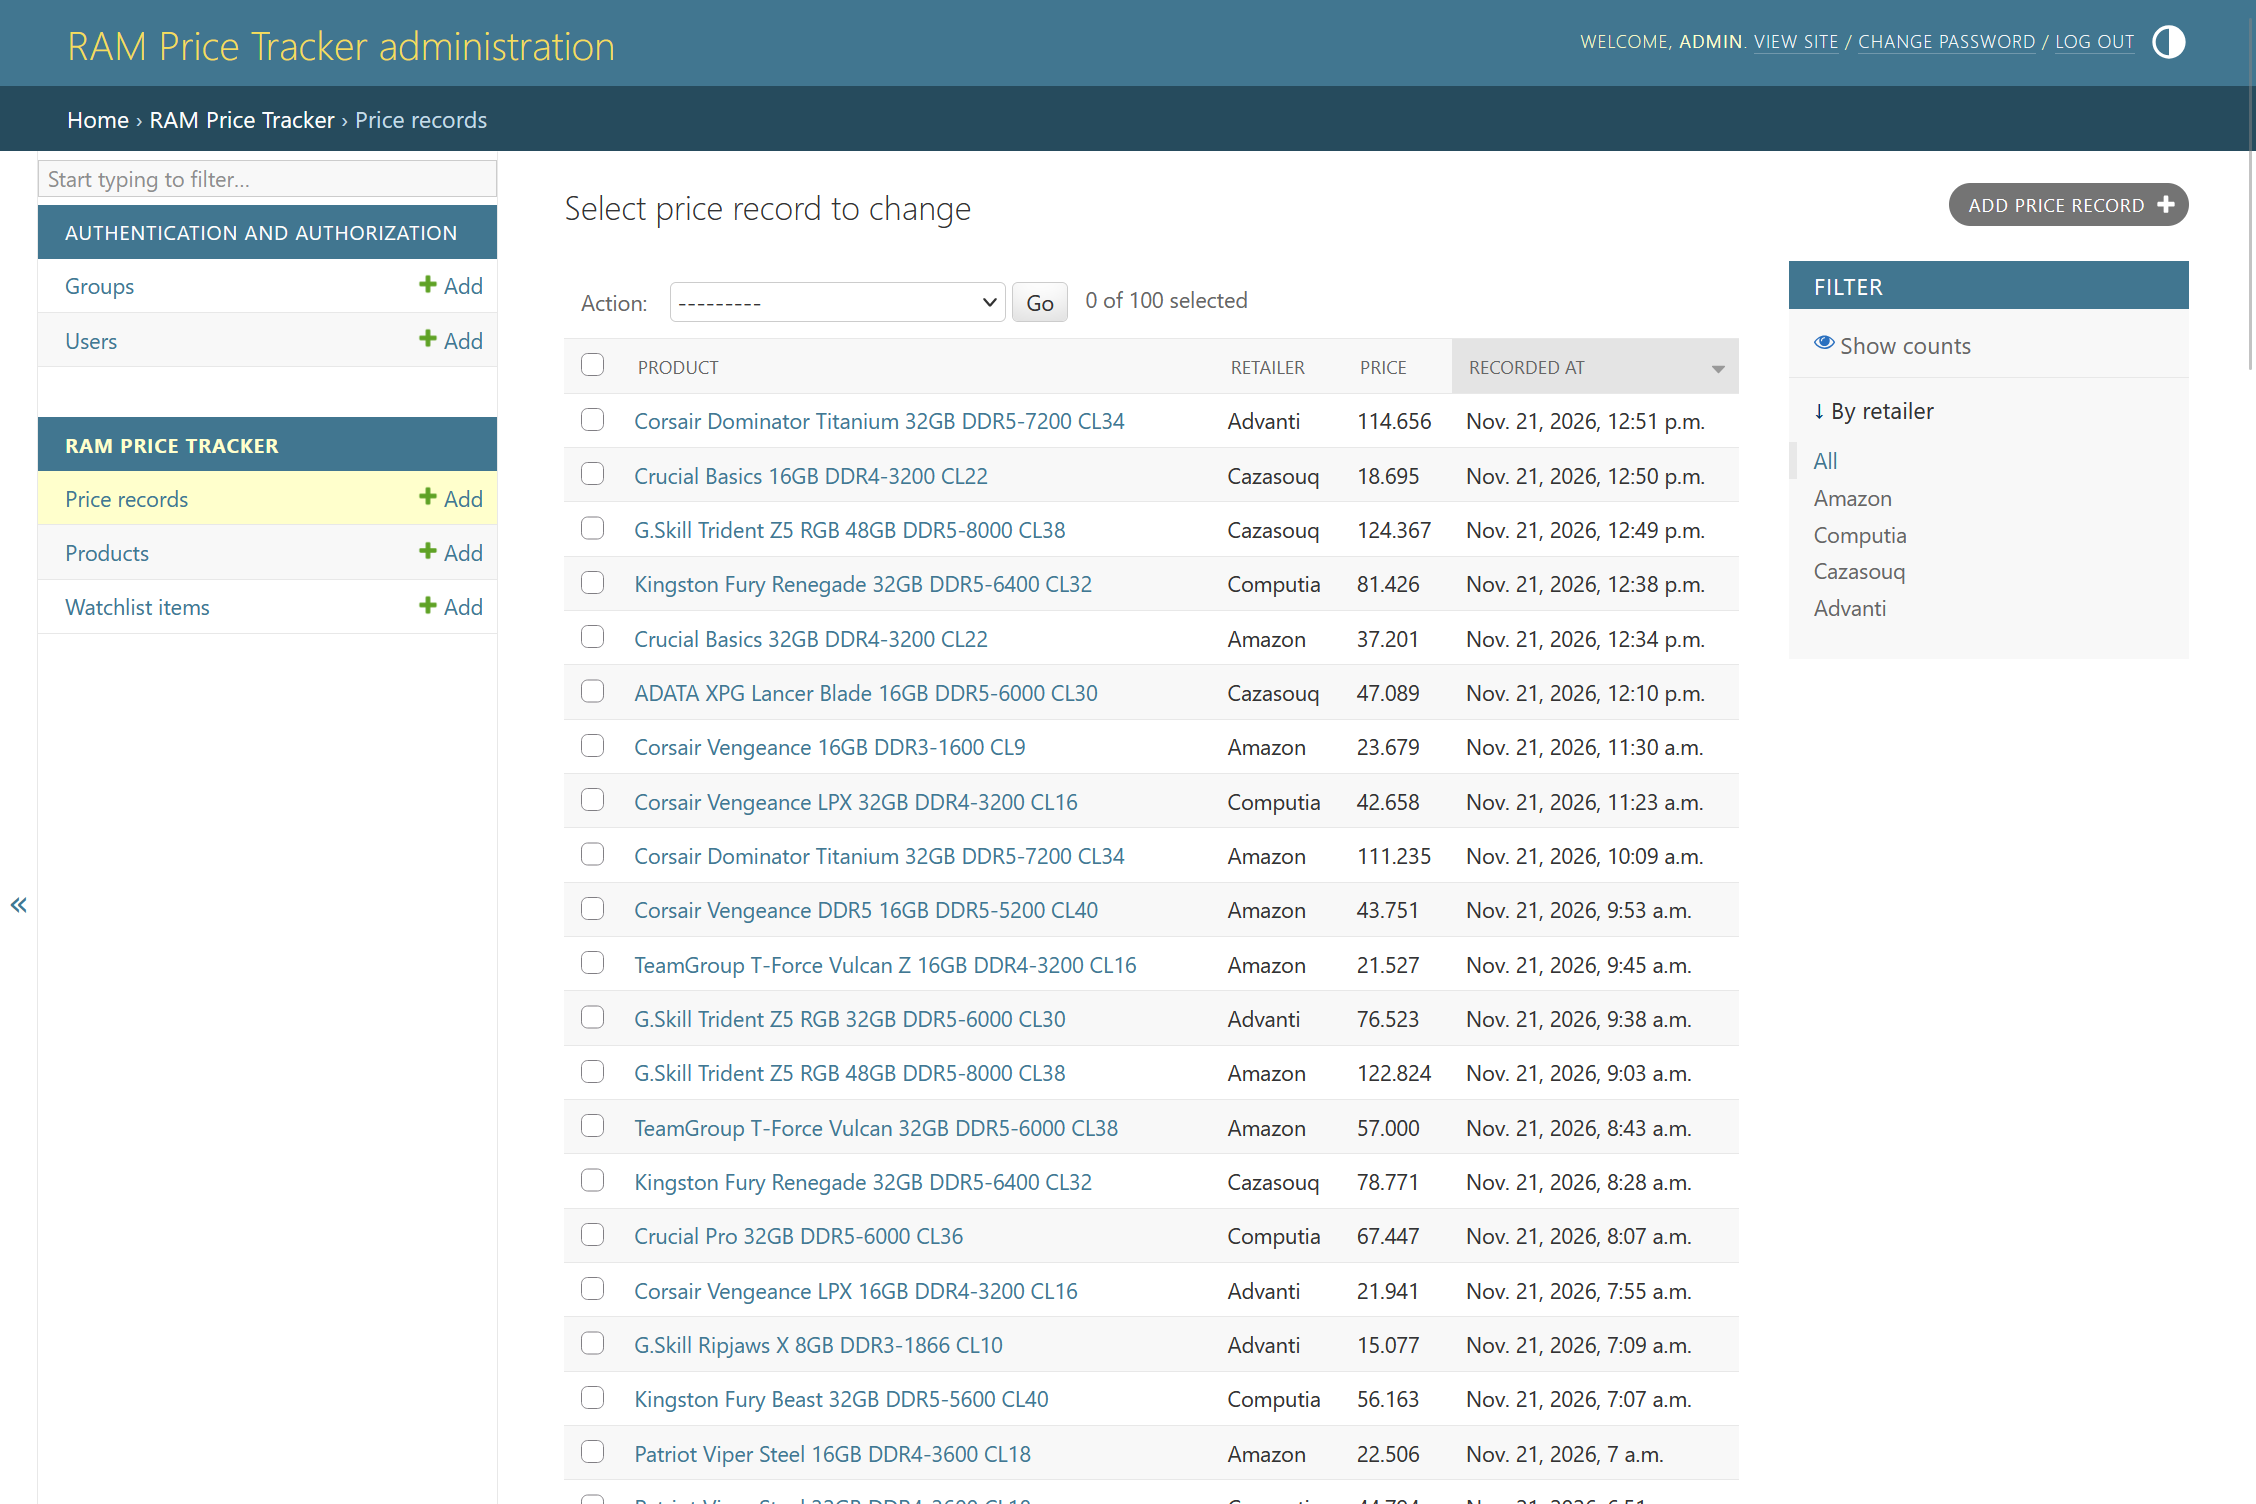 RAM Price Tracker administration
WELCOME, ADMIN. VIEW SITE / CHANGE PASSWORD / LOG OUT
Home › RAM Price Tracker › Price records
Start typing to filter...
AUTHENTICATION AND AUTHORIZATION
Groups Add
Users Add
RAM PRICE TRACKER
Price records Add
Products Add
Watchlist items Add
«
Select price record to change
ADD PRICE RECORD
Action: --------- Go 0 of 100 selected
PRODUCT RETAILER PRICE RECORDED AT
Corsair Dominator Titanium 32GB DDR5-7200 CL34 Advanti 114.656 Nov. 21, 2026, 12:51 p.m.
Crucial Basics 16GB DDR4-3200 CL22 Cazasouq 18.695 Nov. 21, 2026, 12:50 p.m.
G.Skill Trident Z5 RGB 48GB DDR5-8000 CL38 Cazasouq 124.367 Nov. 21, 2026, 12:49 p.m.
Kingston Fury Renegade 32GB DDR5-6400 CL32 Computia 81.426 Nov. 21, 2026, 12:38 p.m.
Crucial Basics 32GB DDR4-3200 CL22 Amazon 37.201 Nov. 21, 2026, 12:34 p.m.
ADATA XPG Lancer Blade 16GB DDR5-6000 CL30 Cazasouq 47.089 Nov. 21, 2026, 12:10 p.m.
Corsair Vengeance 16GB DDR3-1600 CL9 Amazon 23.679 Nov. 21, 2026, 11:30 a.m.
Corsair Vengeance LPX 32GB DDR4-3200 CL16 Computia 42.658 Nov. 21, 2026, 11:23 a.m.
Corsair Dominator Titanium 32GB DDR5-7200 CL34 Amazon 111.235 Nov. 21, 2026, 10:09 a.m.
Corsair Vengeance DDR5 16GB DDR5-5200 CL40 Amazon 43.751 Nov. 21, 2026, 9:53 a.m.
TeamGroup T-Force Vulcan Z 16GB DDR4-3200 CL16 Amazon 21.527 Nov. 21, 2026, 9:45 a.m.
G.Skill Trident Z5 RGB 32GB DDR5-6000 CL30 Advanti 76.523 Nov. 21, 2026, 9:38 a.m.
G.Skill Trident Z5 RGB 48GB DDR5-8000 CL38 Amazon 122.824 Nov. 21, 2026, 9:03 a.m.
TeamGroup T-Force Vulcan 32GB DDR5-6000 CL38 Amazon 57.000 Nov. 21, 2026, 8:43 a.m.
Kingston Fury Renegade 32GB DDR5-6400 CL32 Cazasouq 78.771 Nov. 21, 2026, 8:28 a.m.
Crucial Pro 32GB DDR5-6000 CL36 Computia 67.447 Nov. 21, 2026, 8:07 a.m.
Corsair Vengeance LPX 16GB DDR4-3200 CL16 Advanti 21.941 Nov. 21, 2026, 7:55 a.m.
G.Skill Ripjaws X 8GB DDR3-1866 CL10 Advanti 15.077 Nov. 21, 2026, 7:09 a.m.
Kingston Fury Beast 32GB DDR5-5600 CL40 Computia 56.163 Nov. 21, 2026, 7:07 a.m.
Patriot Viper Steel 16GB DDR4-3600 CL18 Amazon 22.506 Nov. 21, 2026, 7 a.m.
FILTER
Show counts
↓ By retailer
All
Amazon
Computia
Cazasouq
Advanti